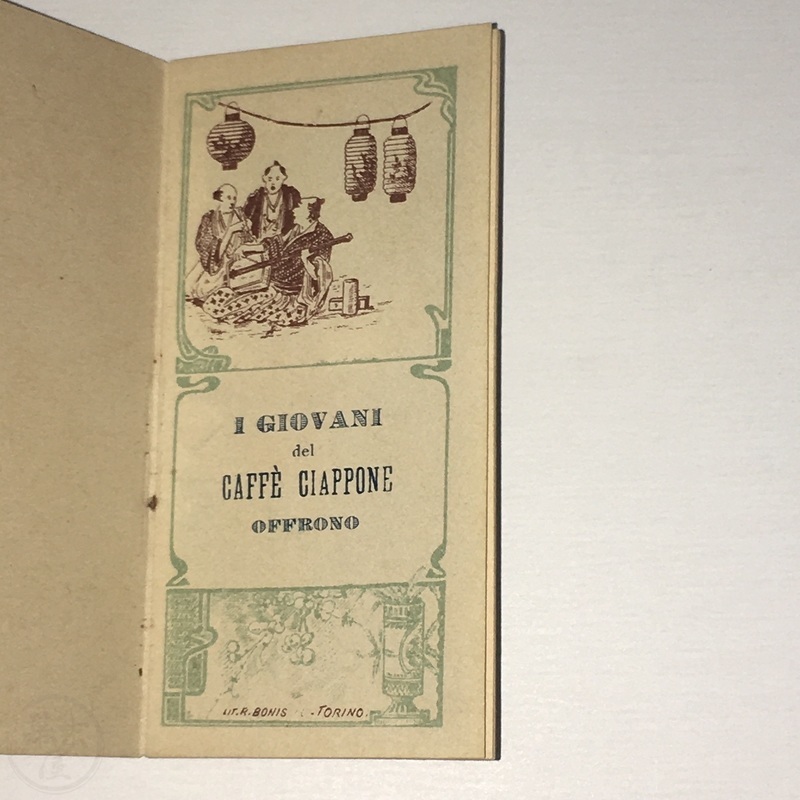 I GIOVANI
del
CAFFÈ CIAPPONE
OFFRONO
LIT. R. BONIS - TORINO.